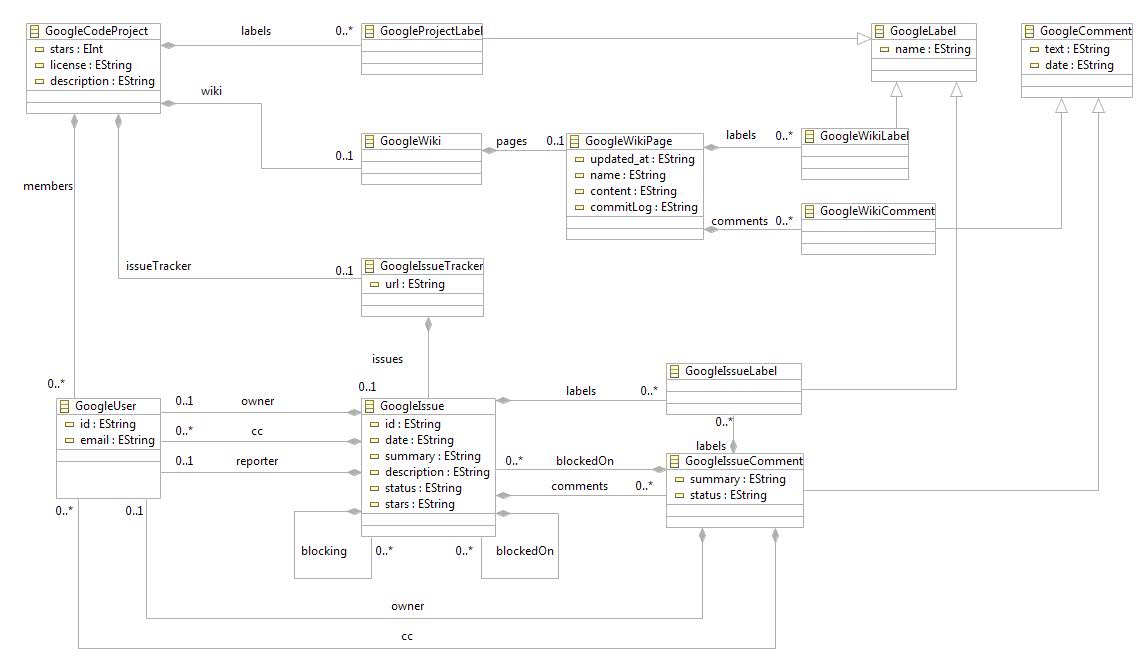 GoogleCodeProject
stars : EInt
license : EString
description : EString
labels
0..*
GoogleProjectLabel
GoogleLabel
name : EString
GoogleComment
text : EString
date : EString
wiki
0..1
GoogleWiki
pages
0..1
GoogleWikiPage
updated_at : EString
name : EString
content : EString
commitLog : EString
labels
0..*
GoogleWikiLabel
comments
0..*
GoogleWikiComment
members
issueTracker
0..1
GoogleIssueTracker
url : EString
issues
0..1
0..*
GoogleUser
id : EString
email : EString
0..1
owner
0..*
cc
0..1
reporter
GoogleIssue
id : EString
date : EString
summary : EString
description : EString
status : EString
stars : EString
labels
0..*
GoogleIssueLabel
0..*
labels
0..*
blockedOn
comments
0..*
GoogleIssueComment
summary : EString
status : EString
0..*
0..1
blocking
0..*
0..*
blockedOn
owner
cc